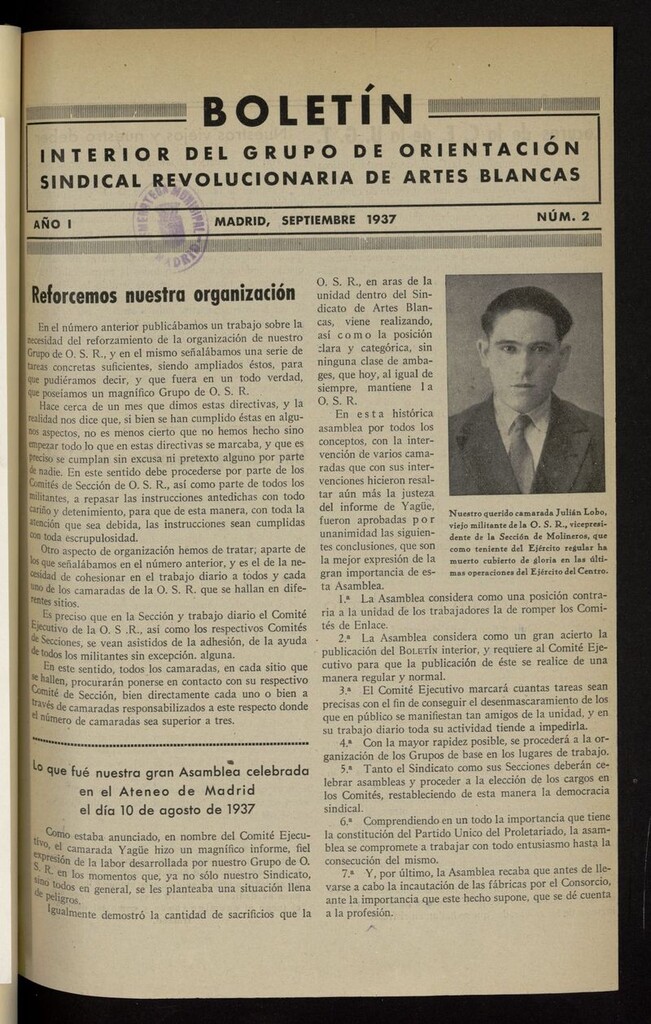 BOLETÍN
INTERIOR DEL GRUPO DE ORIENTACIÓN
SINDICAL REVOLUCIONARIA DE ARTES BLANCAS
AÑO I MADRID, SEPTIEMBRE 1937 NÚM. 2
HEMEROTECA MUNICIPAL
MADRID
Reforcemos nuestra organización
En el número anterior publicábamos un trabajo sobre la
necesidad del reforzamiento de la organización de nuestro
Grupo de O. S. R., y en el mismo señalábamos una serie de
tareas concretas suficientes, siendo ampliados éstos, para
que pudiéramos decir, y que fuera en un todo verdad,
que poseíamos un magnífico Grupo de O. S. R.
Hace cerca de un mes que dimos estas directivas, y la
realidad nos dice que, si bien se han cumplido éstas en algu-
nos aspectos, no es menos cierto que no hemos hecho sino
empezar todo lo que en estas directivas se marcaba, y que es
preciso se cumplan sin excusa ni pretexto alguno por parte
de nadie. En este sentido debe procederse por parte de los
Comités de Sección de O. S. R., así como parte de todos los
militantes, a repasar las instrucciones antedichas con todo
cariño y detenimiento, para que de esta manera, con toda la
atención que sea debida, las instrucciones sean cumplidas
con toda escrupulosidad.
Otro aspecto de organización hemos de tratar; aparte de
los que señalábamos en el número anterior, y es el de la ne-
cesidad de cohesionar en el trabajo diario a todos y cada
uno de los camaradas de la O. S. R. que se hallan en dife-
rentes sitios.
Es preciso que en la Sección y trabajo diario el Comité
Ejecutivo de la O. S .R., así como los respectivos Comités
de Secciones, se vean asistidos de la adhesión, de la ayuda
de todos los militantes sin excepción. alguna.
En este sentido, todos los camaradas, en cada sitio que
se hallen, procurarán ponerse en contacto con su respectivo
Comité de Sección, bien directamente cada uno o bien a
través de camaradas responsabilizados a este respecto donde
el número de camaradas sea superior a tres.
Lo que fué nuestra gran Asamblea celebrada
en el Ateneo de Madrid
el día 10 de agosto de 1937
Como estaba anunciado, en nombre del Comité Ejecu-
tivo, el camarada Yagüe hizo un magnífico informe, fiel
expresión de la labor desarrollada por nuestro Grupo de O.
S. R. en los momentos que, ya no sólo nuestro Sindicato,
sino todos en general, se les planteaba una situación llena
de peligros.
Igualmente demostró la cantidad de sacrificios que la
O. S. R., en aras de la
unidad dentro del Sin-
dicato de Artes Blan-
cas, viene realizando,
así como la posición
clara y categórica, sin
ninguna clase de amba-
ges, que hoy, al igual de
siempre, mantiene la
O. S. R.
En esta histórica
asamblea por todos los
conceptos, con la inter-
vención de varios cama-
radas que con sus inter-
venciones hicieron resal-
tar aún más la justeza
del informe de Yagüe,
fueron aprobadas por
unanimidad las siguien-
tes conclusiones, que son
la mejor expresión de la
gran importancia de es-
ta Asamblea.
Nuestro querido camarada Julián Lobo,
viejo militante de la O. S. R., vicepresi-
dente de la Sección de Molineros, que
como teniente del Ejército regular ha
muerto cubierto de gloria en las últi-
mas operaciones del Ejército del Centro.
1.ª La Asamblea considera como una posición contra-
ria a la unidad de los trabajadores la de romper los Comi-
tés de Enlace.
2.ª La Asamblea considera como un gran acierto la
publicación del BOLETÍN interior, y requiere al Comité Eje-
cutivo para que la publicación de éste se realice de una
manera regular y normal.
3.ª El Comité Ejecutivo marcará cuantas tareas sean
precisas con el fin de conseguir el desenmascaramiento de los
que en público se manifiestan tan amigos de la unidad, y en
su trabajo diario toda su actividad tiende a impedirla.
4.ª Con la mayor rapidez posible, se procederá a la or-
ganización de los Grupos de base en los lugares de trabajo.
5.ª Tanto el Sindicato como sus Secciones deberán ce-
lebrar asambleas y proceder a la elección de los cargos en
los Comités, restableciendo de esta manera la democracia
sindical.
6.ª Comprendiendo en un todo la importancia que tiene
la constitución del Partido Unico del Proletariado, la asam-
blea se compromete a trabajar con todo entusiasmo hasta la
consecución del mismo.
7.ª Y, por último, la Asamblea recaba que antes de lle-
varse a cabo la incautación de las fábricas por el Consorcio,
ante la importancia que este hecho supone, que se dé cuenta
a la profesión.